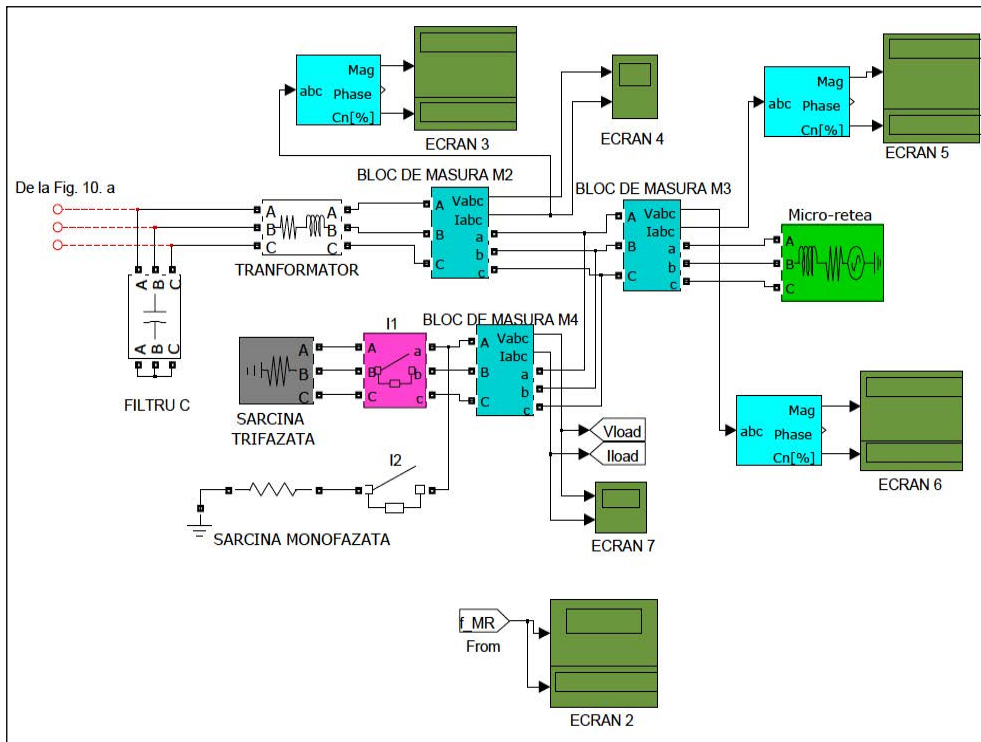 Mag
abc
Phase
Cn[%]
ECRAN 3
ECRAN 4
Mag
abc
Phase
Cn[%]
ECRAN 5
De la Fig. 10. a
BLOC DE MASURA M2
BLOC DE MASURA M3
A
B
C
A
B
C
TRANFORMATOR
A
B
C
Vabc
Iabc
a
b
c
A
B
C
Vabc
Iabc
a
b
c
Micro-retea
A
B
C
A
B
C
A
B
C
FILTRU C
I1
BLOC DE MASURA M4
A
B
C
SARCINA
TRIFAZATA
A
B
C
a
b
c
A
B
C
Vabc
Iabc
a
b
c
Vload
Iload
I2
SARCINA MONOFAZATA
ECRAN 7
Mag
abc
Phase
Cn[%]
ECRAN 6
f_MR
From
ECRAN 2